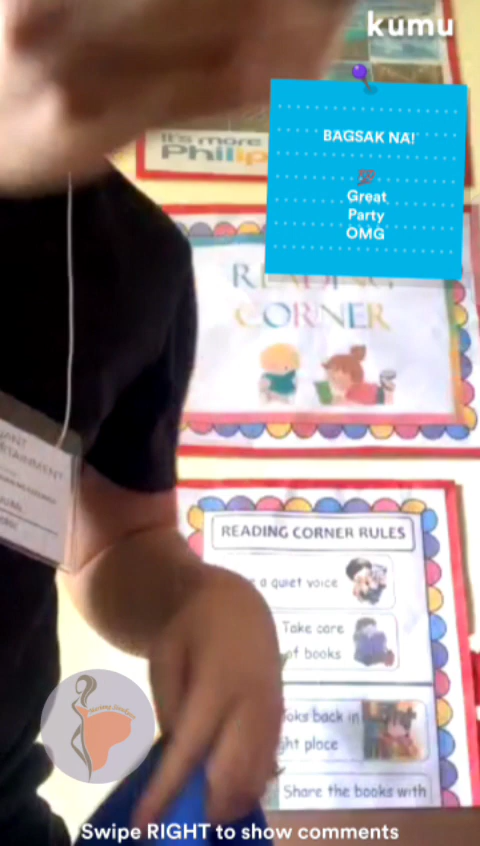 kumu
BAGSAK NA!
💯
Great
Party
OMG
It's more
Philip
READING
CORNER
READING CORNER RULES
a quiet voice
Take care
of books
back in
place
Share the books with
Swipe RIGHT to show comments